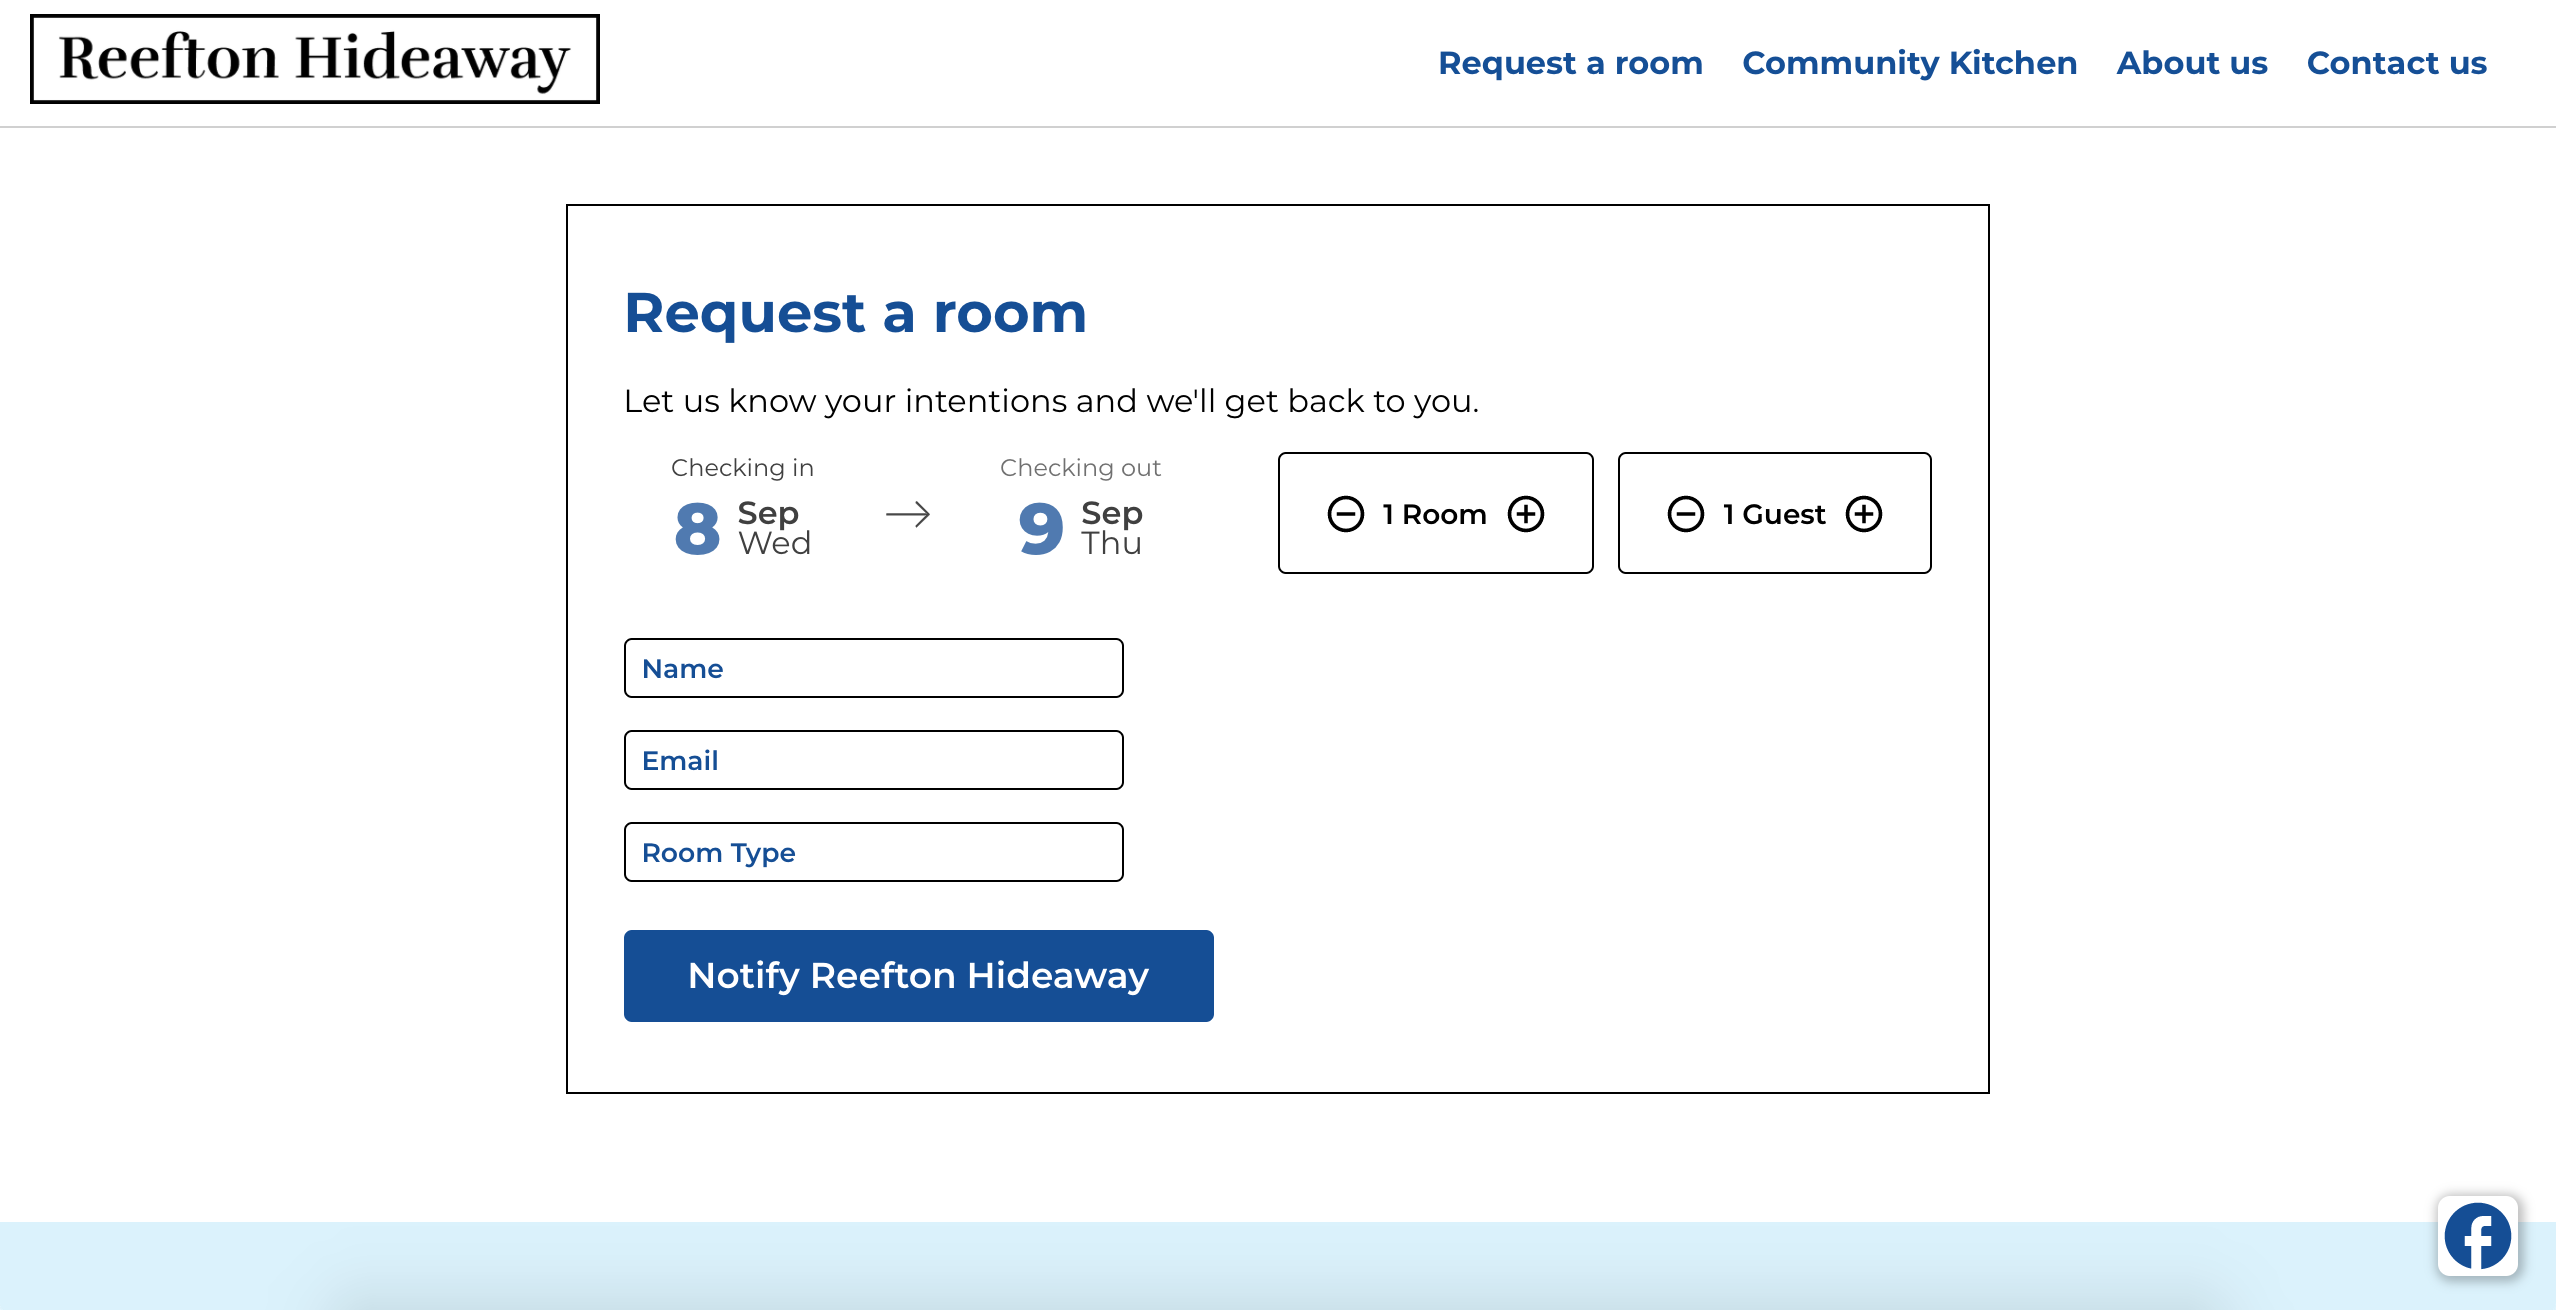 Reefton Hideaway
Request a room Community Kitchen About us Contact us
Request a room
Let us know your intentions and we'll get back to you.
Checking in
8 Sep
Wed
Checking out
9 Sep
Thu
1 Room
1 Guest
Name
Email
Room Type
Notify Reefton Hideaway